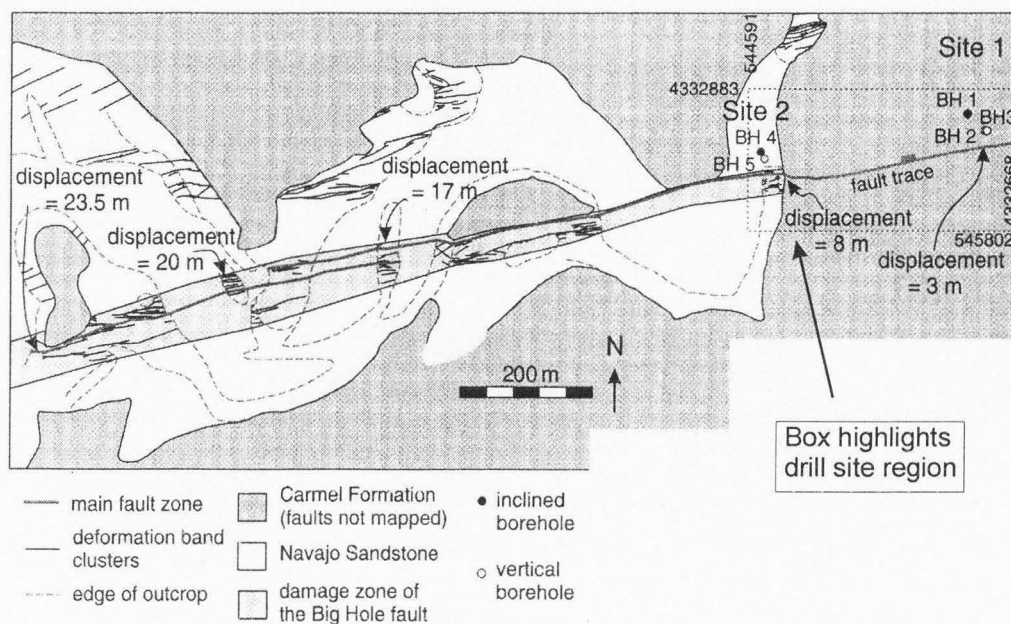 544591
Site 1
4332883
BH 1
Site 2
BH3
BH 4
BH 2
displacement
= 17 m
BH 5
fault trace
displacement
= 23.5 m
4332668
displacement
= 8 m
545802
displacement
= 20 m
displacement
= 3 m
N
200 m
Box highlights
drill site region
main fault zone
deformation band
clusters
edge of outcrop
Carmel Formation
(faults not mapped)
Navajo Sandstone
damage zone of
the Big Hole fault
inclined
borehole
vertical
borehole